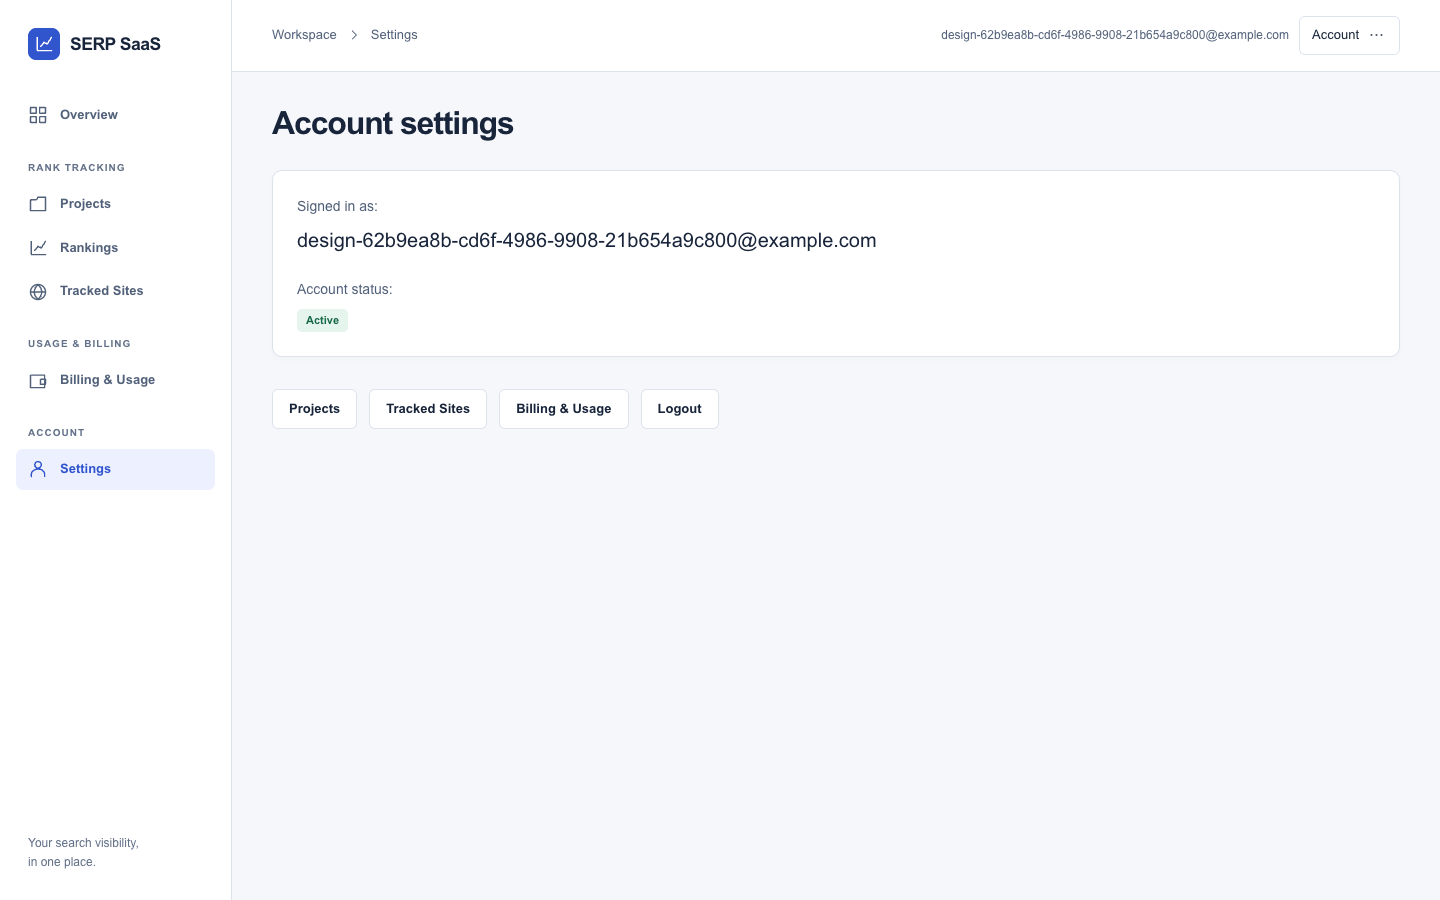 SERP SaaS
Overview
RANK TRACKING
Projects
Rankings
Tracked Sites
USAGE & BILLING
Billing & Usage
ACCOUNT
Settings
Your search visibility,
in one place.
Workspace > Settings
design-62b9ea8b-cd6f-4986-9908-21b654a9c800@example.com
Account ···
Account settings
Signed in as:
design-62b9ea8b-cd6f-4986-9908-21b654a9c800@example.com
Account status:
Active
Projects Tracked Sites Billing & Usage Logout